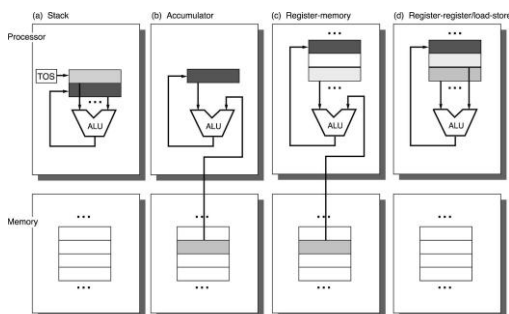 (a) Stack
(b) Accumulator
(c) Register-memory
(d) Register-register/load-store
Processor
TOS
...
...
...
...
...
ALU
ALU
ALU
ALU
Memory
...
...
...
...
...
...
...
...